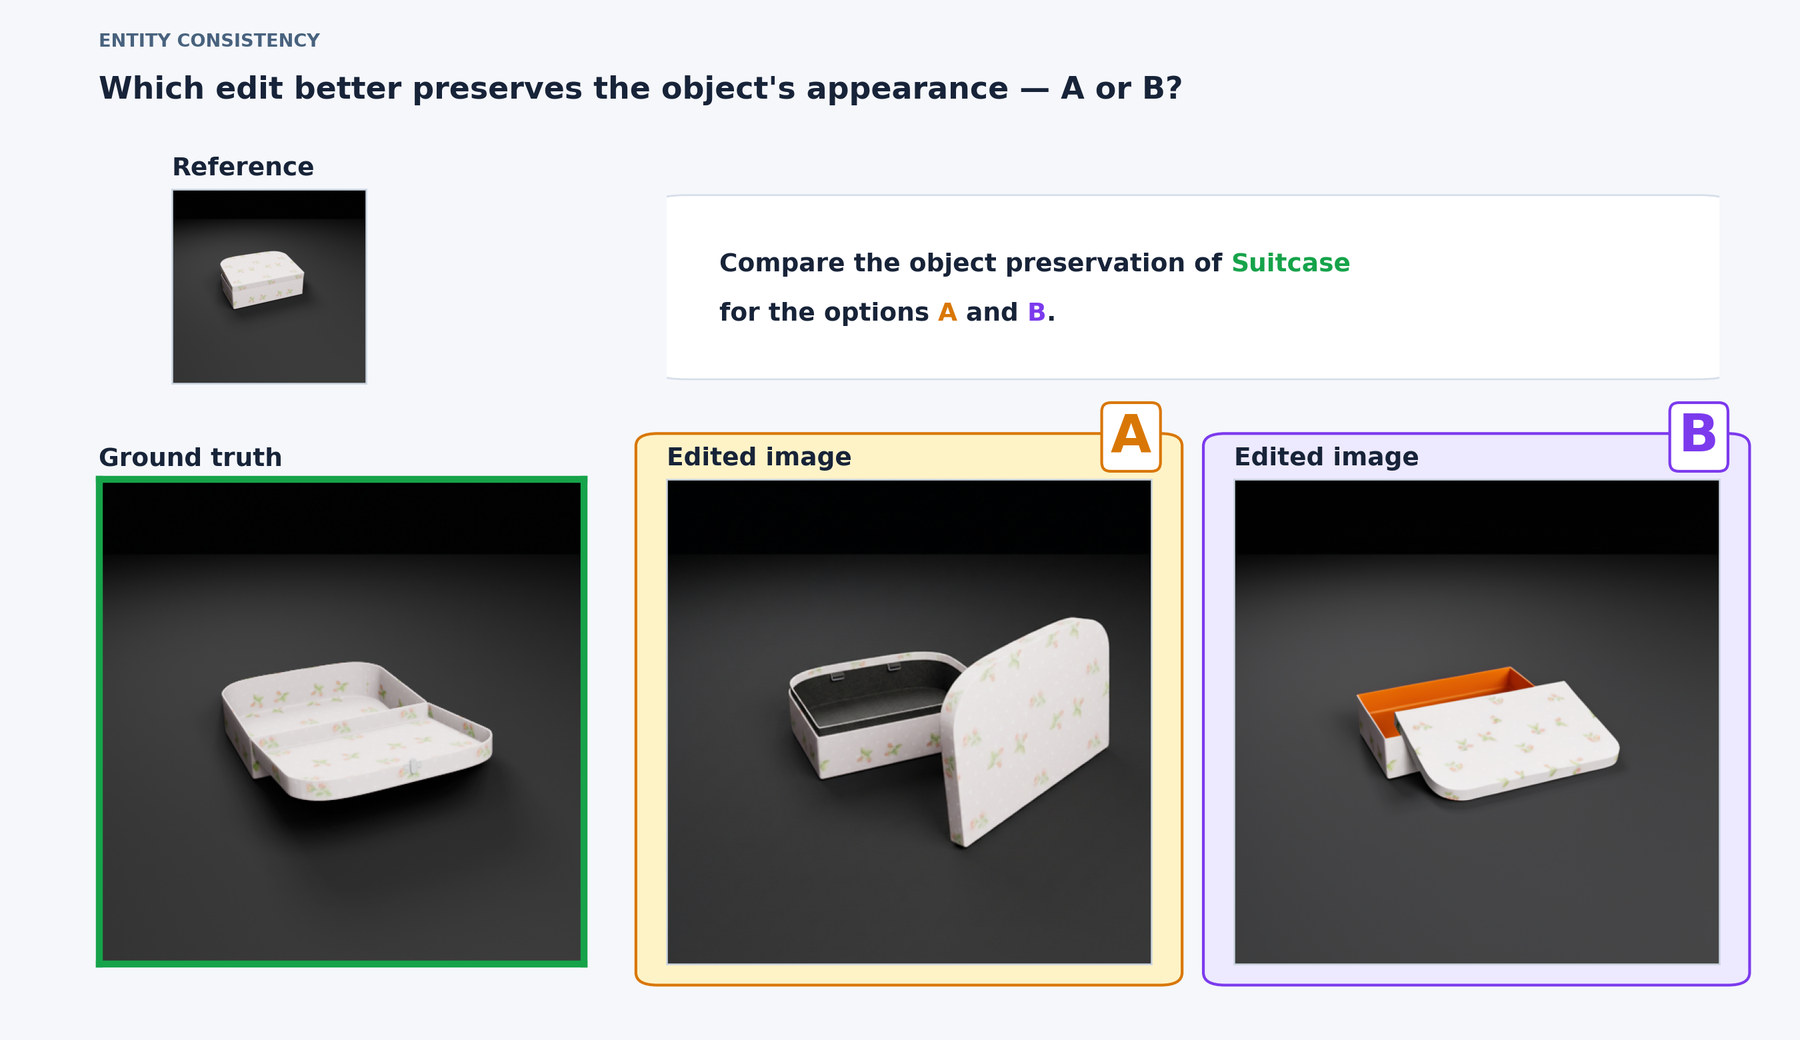 ENTITY CONSISTENCY
Which edit better preserves the object's appearance — A or B?
Reference
Compare the object preservation of Suitcase
for the options A and B.
Ground truth
Edited image
A
Edited image
B